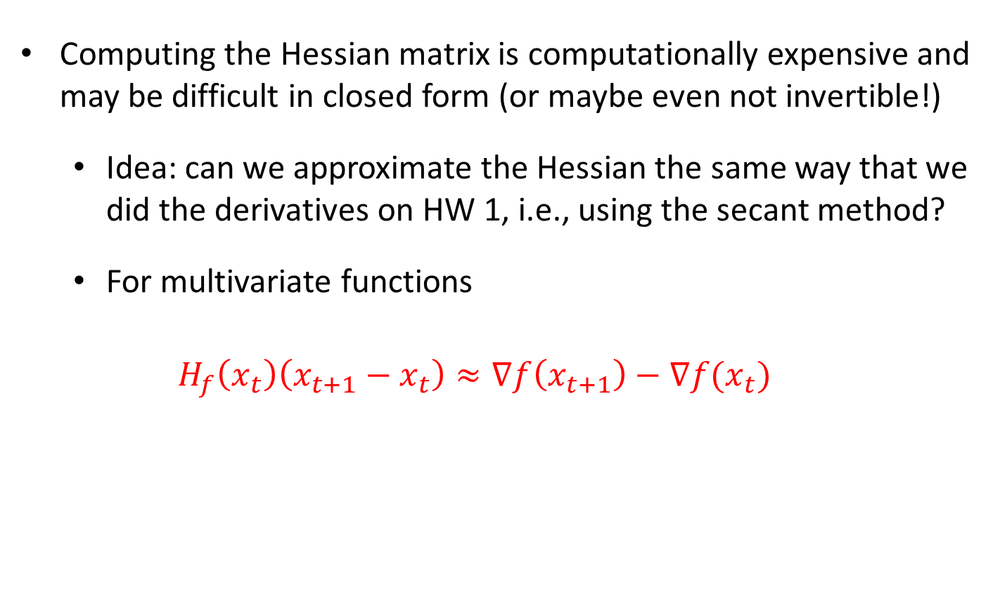 • Computing the Hessian matrix is computationally expensive and
may be difficult in closed form (or maybe even not invertible!)
• Idea: can we approximate the Hessian the same way that we
did the derivatives on HW 1, i.e., using the secant method?
• For multivariate functions
$H_f(x_t)(x_{t+1} - x_t) \approx \nabla f(x_{t+1}) - \nabla f(x_t)$